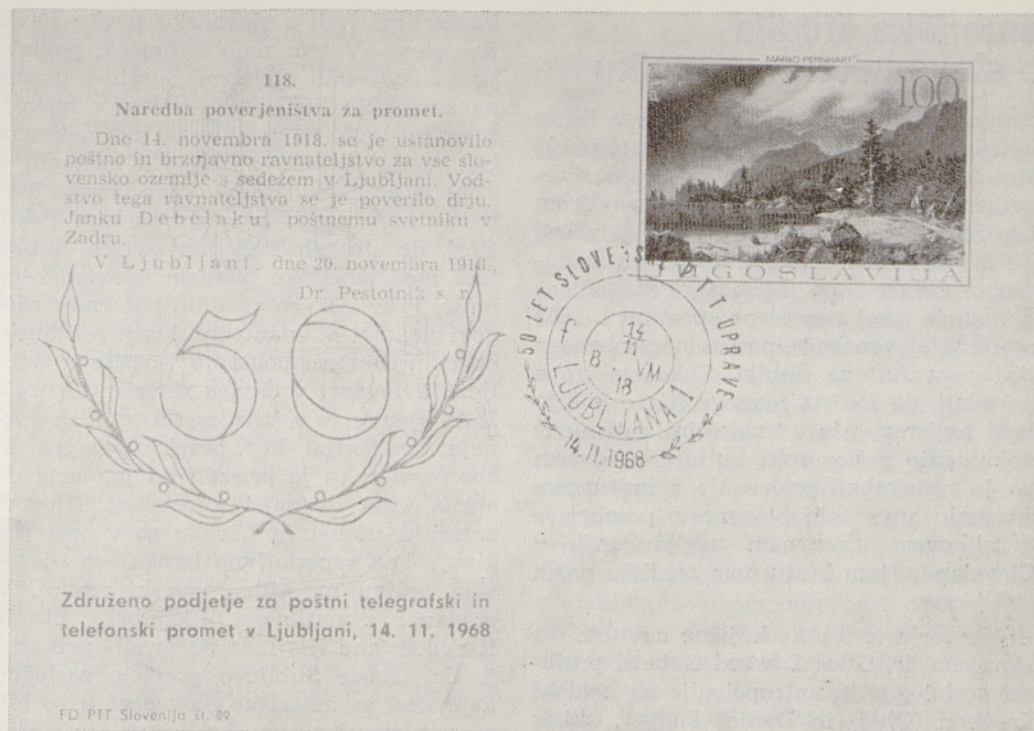 118.
Naredba poverjeništva za promet.
Dne 14. novembra 1918. se je ustanovilo
poštno in brzojavno ravnateljstvo za vse slo-
vensko ozemlje s sedežem v Ljubljani. Vod-
stvo tega ravnateljstva se je poverilo drju.
Janku Debelaku, poštnemu svetniku v
Zadru.
V Ljubljani, dne 20. novembra 1918.
Dr. Pestotnik s. r.
50
MARKO PERNHART
1.00
JUGOSLAVIJA
50 LET SLOVENSKE PTT UPRAVE
14
11
8 VM
18
LJUBLJANA 1
14.11.1968
Združeno podjetje za poštni telegrafski in
telefonski promet v Ljubljani, 14. 11. 1968
FD PTT Slovenija št. 89